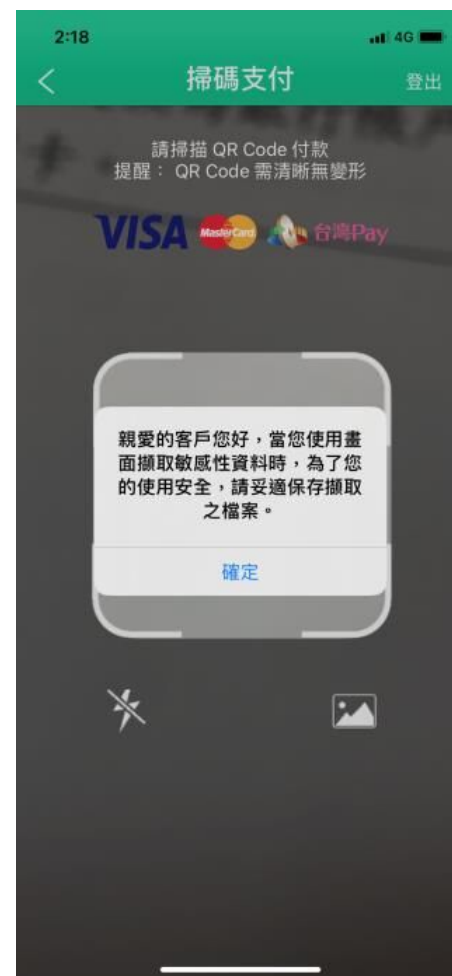 2:18
4G
掃碼支付
登出
請掃描 QR Code 付款
提醒： QR Code 需清晰無變形
VISA MasterCard 台灣Pay
親愛的客戶您好，當您使用畫
面擷取敏感性資料時，為了您
的使用安全，請妥適保存擷取
之檔案。
確定